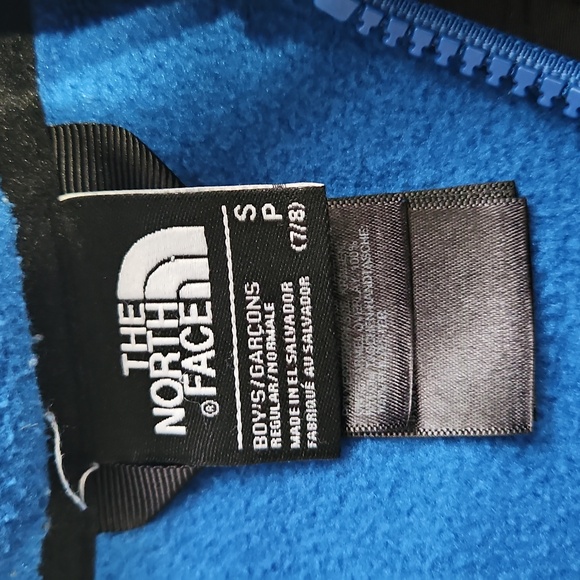 THE
NORTH
FACE®
S
P
(7/8)
BOY'S/GARCONS
REGULAR/NORMALE
MADE IN EL SALVADOR
FABRIQUÉ AU SALVADOR